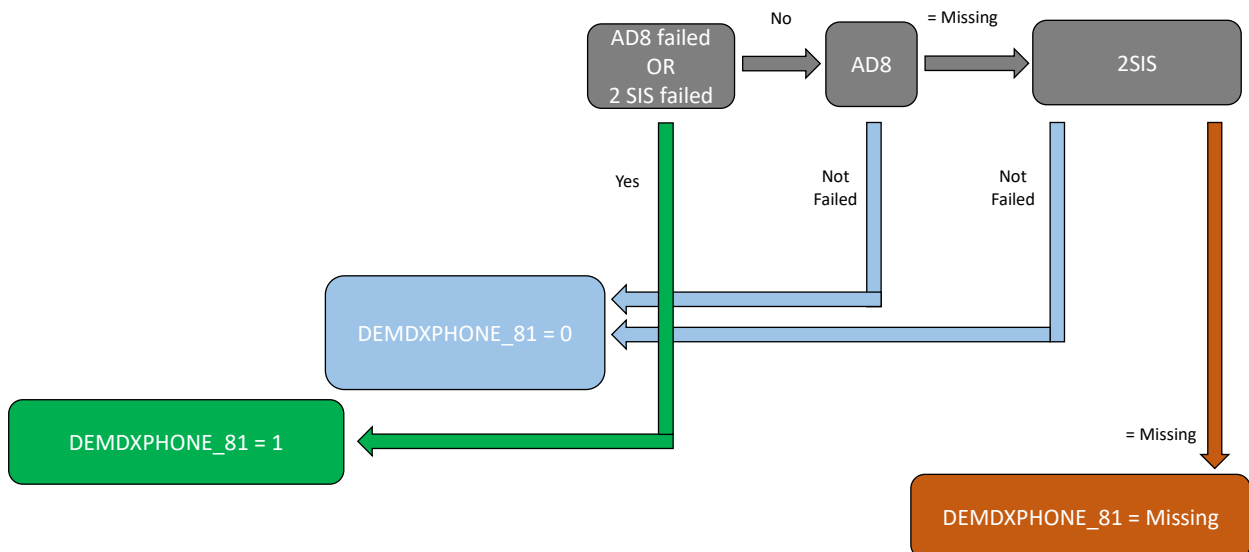 No
= Missing
AD8 failed
OR
2 SIS failed
AD8
2SIS
Yes
Not
Failed
Not
Failed
DEMDXPHONE_81 = 0
DEMDXPHONE_81 = 1
= Missing
DEMDXPHONE_81 = Missing